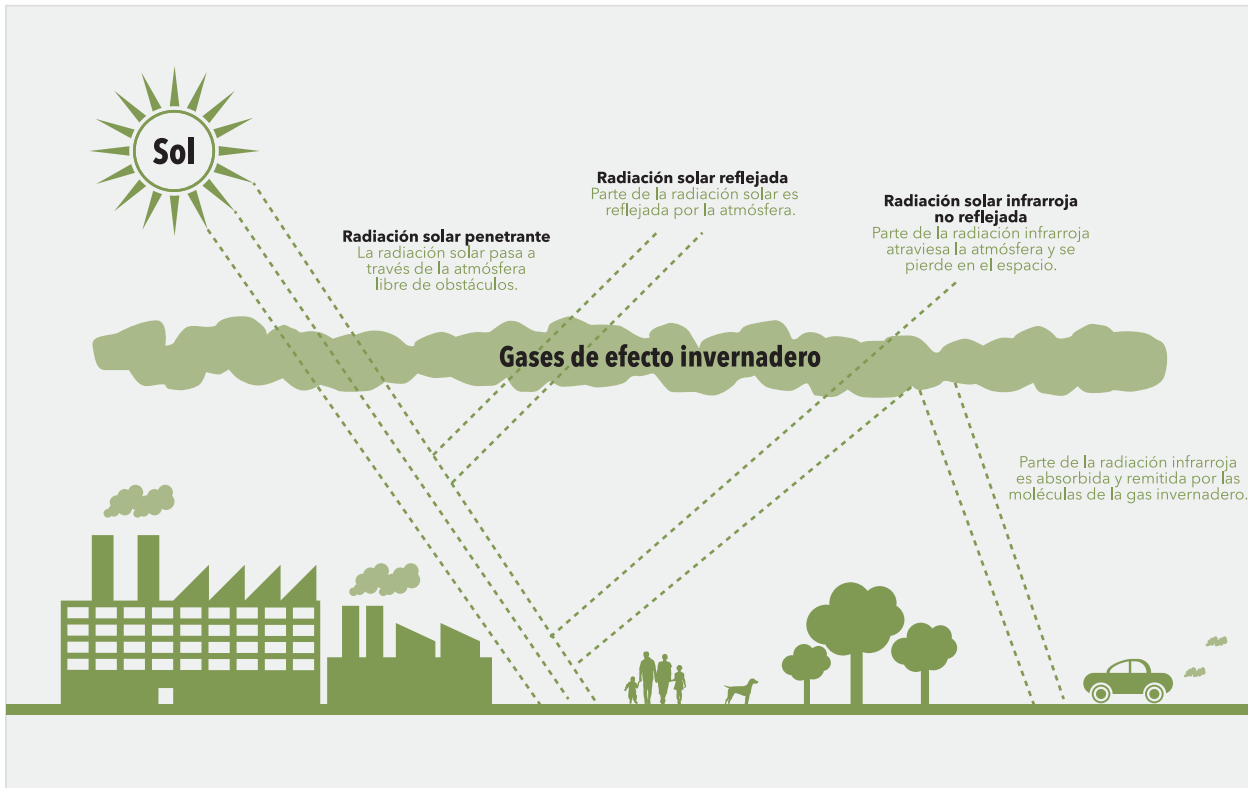 Sol
Radiación solar penetrante
La radiación solar pasa a
través de la atmósfera
libre de obstáculos.
Radiación solar reflejada
Parte de la radiación solar es
reflejada por la atmósfera.
Radiación solar infrarroja
no reflejada
Parte de la radiación infrarroja
atraviesa la atmósfera y se
pierde en el espacio.
Gases de efecto invernadero
Parte de la radiación infrarroja
es absorbida y remitida por las
moléculas de la gas invernadero.